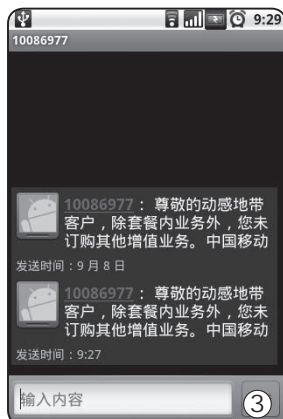 9:29
10086977
10086977：尊敬的动感地带
客户，除套餐内业务外，您未
订购其他增值业务。中国移动
发送时间：9 月 8 日
10086977：尊敬的动感地带
客户，除套餐内业务外，您未
订购其他增值业务。中国移动
发送时间：9:27
输入内容
③